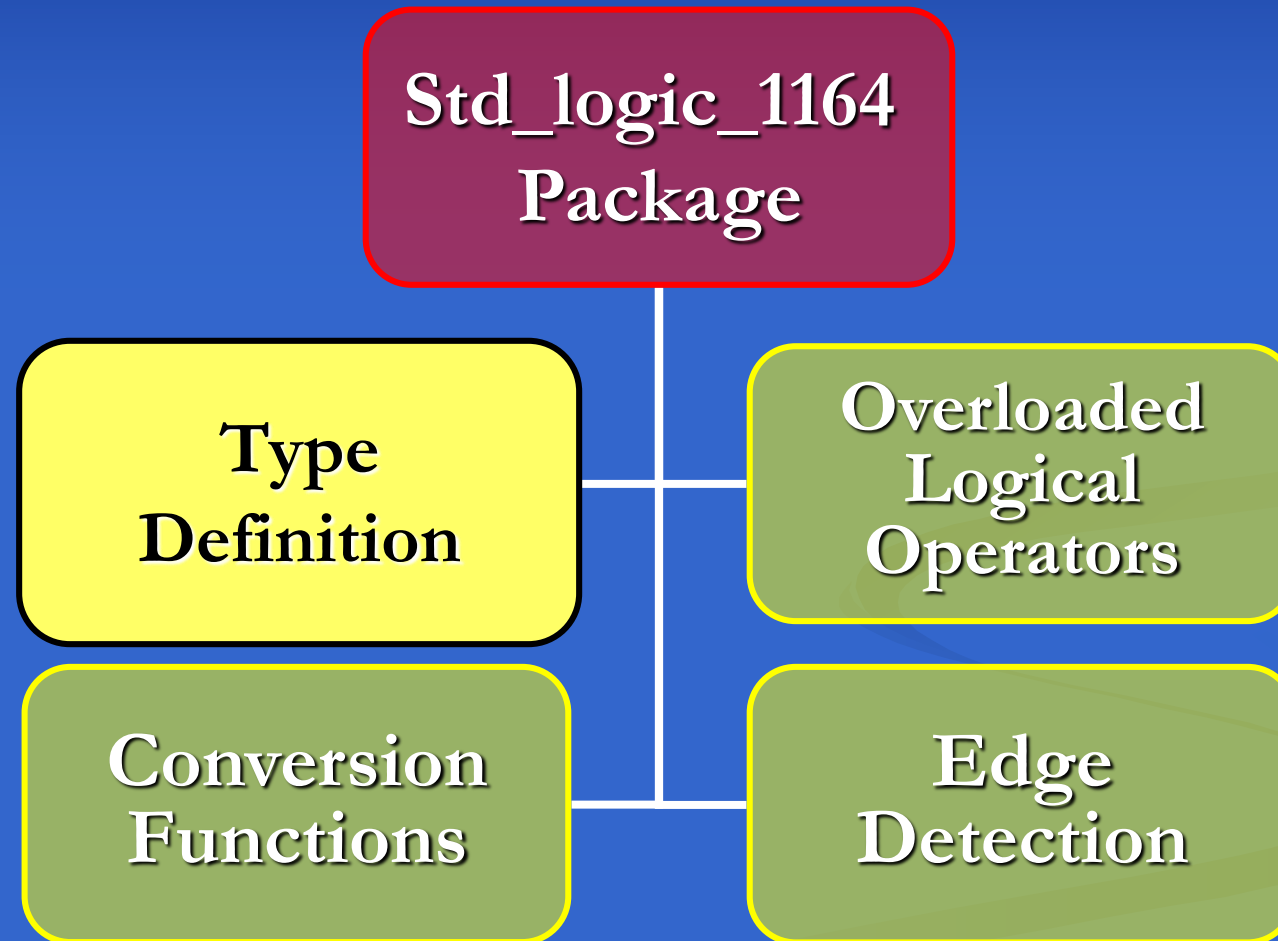 Std_logic_1164
Package
Type
Definition
Overloaded
Logical
Operators
Conversion
Functions
Edge
Detection